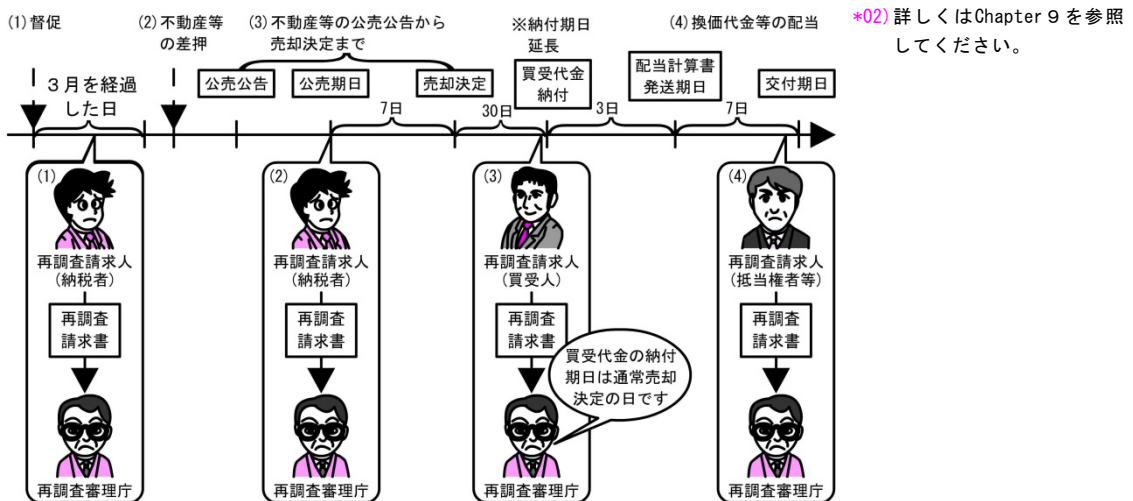 (1)督促
(2)不動産等
の差押
(3)不動産等の公売公告から
売却決定まで
※納付期日
延長
(4)換価代金等の配当
*02)詳しくはChapter９を参照
してください。
３月を経過
した日
公売公告
公売期日
売却決定
買受代金
納付
配当計算書
発送期日
交付期日
7日
30日
3日
7日
(1)
再調査請求人
(納税者)
再調査
請求書
再調査審理庁
(2)
再調査請求人
(納税者)
再調査
請求書
再調査審理庁
(3)
再調査請求人
(買受人)
再調査
請求書
買受代金の納付
期日は通常売却
決定の日です
再調査審理庁
(4)
再調査請求人
(抵当権者等)
再調査
請求書
再調査審理庁